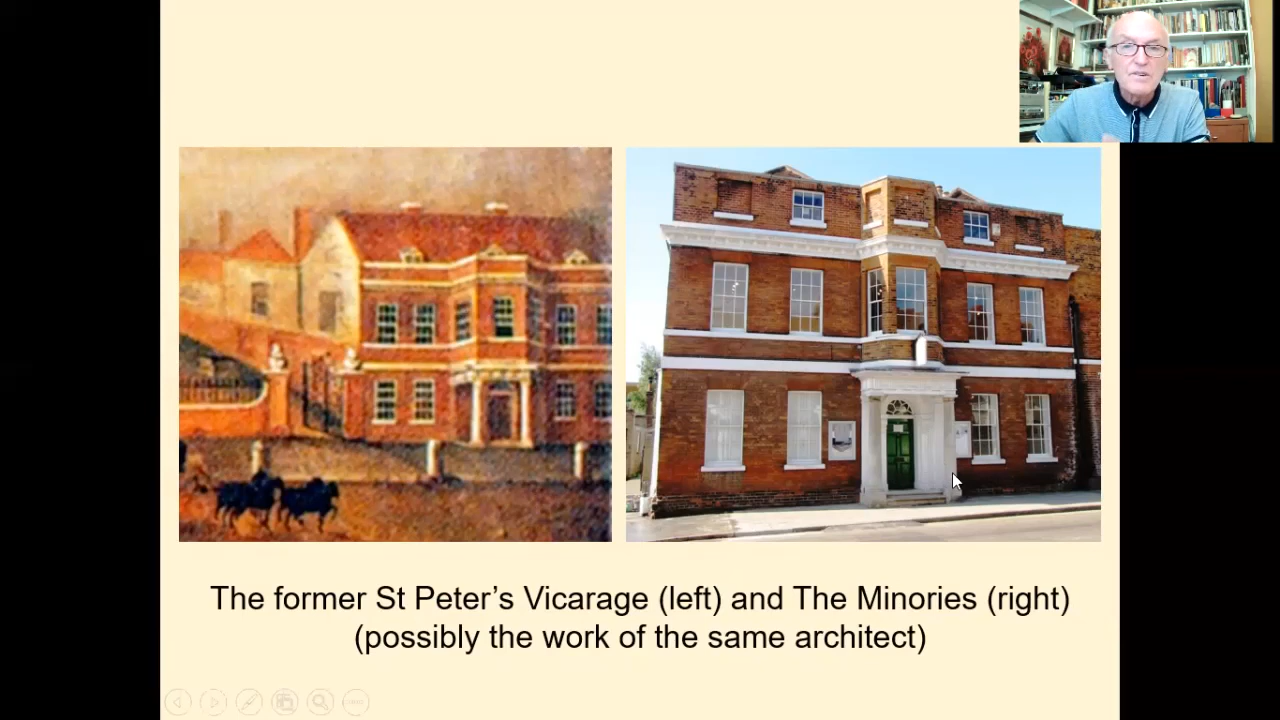 The former St Peter’s Vicarage (left) and The Minories (right)
(possibly the work of the same architect)